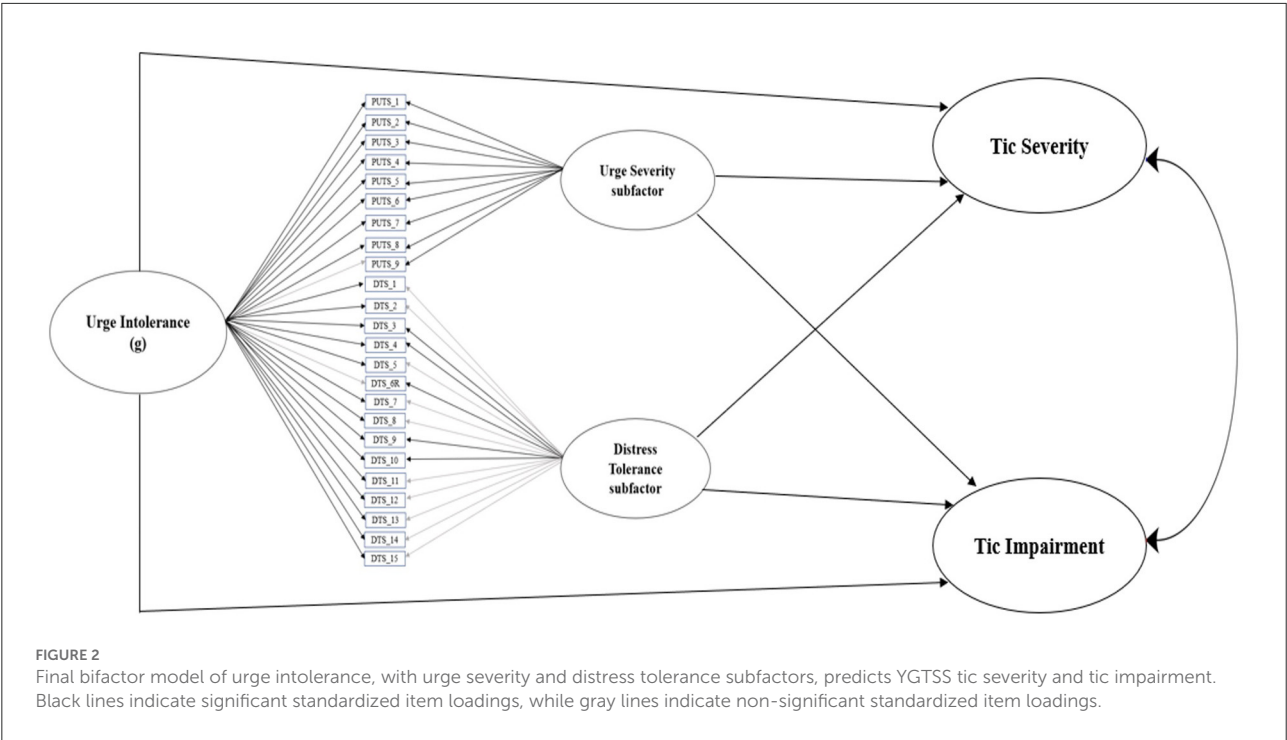 Tic Severity
PUTS_1
PUTS_2
PUTS_3
PUTS_4
PUTS_5
PUTS_6
PUTS_7
PUTS_8
PUTS_9
DTS_1
DTS_2
DTS_3
DTS_4
DTS_5
DTS_6R
DTS_7
DTS_8
DTS_9
DTS_10
DTS_11
DTS_12
DTS_13
DTS_14
DTS_15
Urge Severity
subfactor
Urge Intolerance
(g)
Distress
Tolerance
subfactor
Tic Impairment
FIGURE 2
Final bifactor model of urge intolerance, with urge severity and distress tolerance subfactors, predicts YGTSS tic severity and tic impairment.
Black lines indicate significant standardized item loadings, while gray lines indicate non-significant standardized item loadings.